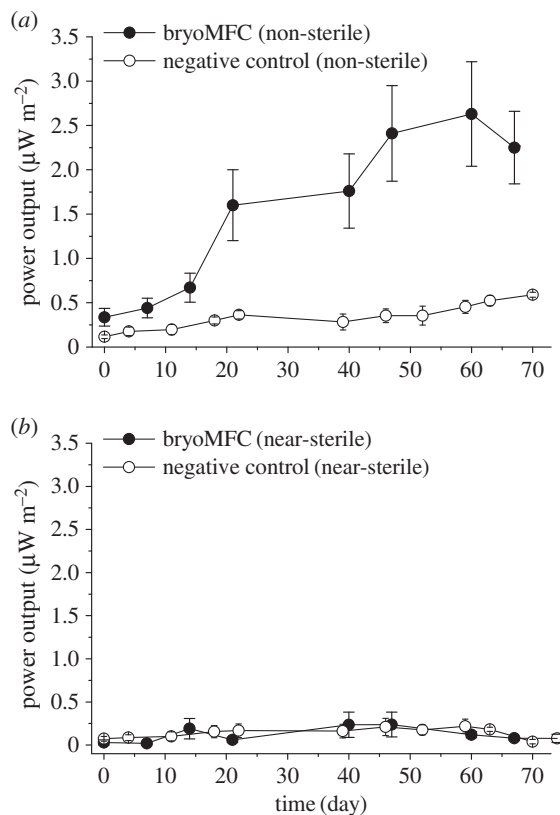 (a)
bryoMFC (non-sterile)
negative control (non-sterile)
power output (µW m−2)
3.5
3.0
2.5
2.0
1.5
1.0
0.5
0
0 10 20 30 40 50 60 70
(b)
bryoMFC (near-sterile)
negative control (near-sterile)
power output (µW m−2)
3.5
3.0
2.5
2.0
1.5
1.0
0.5
0
0 10 20 30 40 50 60 70
time (day)